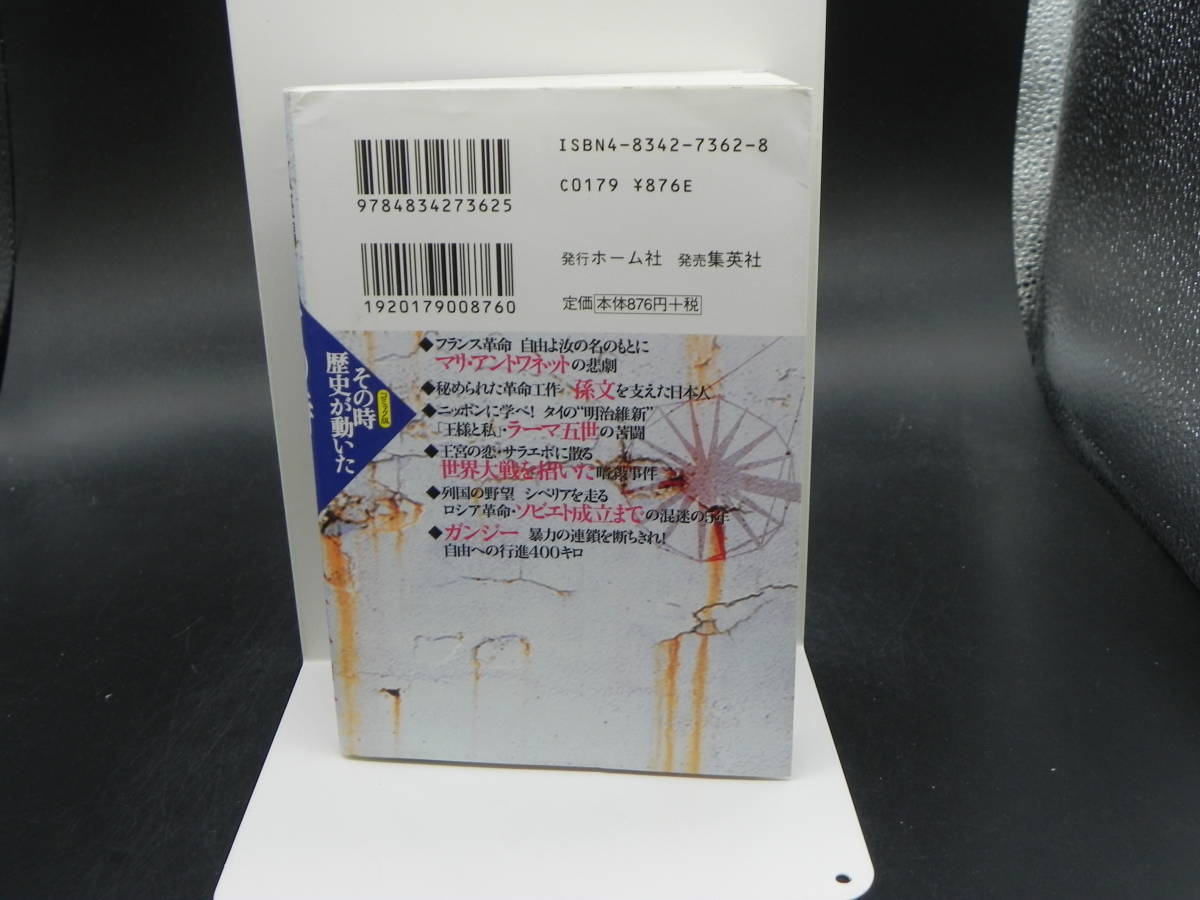 ISBN4-8342-7362-8
9784834273625
C0179 ¥876E
1920179008760
発行ホーム社 発売集英社
定価 本体876円+税
コミック版
その時
歴史が動いた
◆フランス革命 自由よ汝の名のもとに
マリ・アントワネットの悲劇
◆秘められた革命工作 孫文を支えた日本人
◆ニッポンに学べ! タイの“明治維新”
「王様と私」・ラーマ五世の苦闘
◆王宮の恋・サラエボに散る
世界大戦を招いた暗殺事件
◆列国の野望 シベリアを走る
ロシア革命・ソビエト成立までの混迷の5年
◆ガンジー 暴力の連鎖を断ちきれ!
自由への行進400キロ